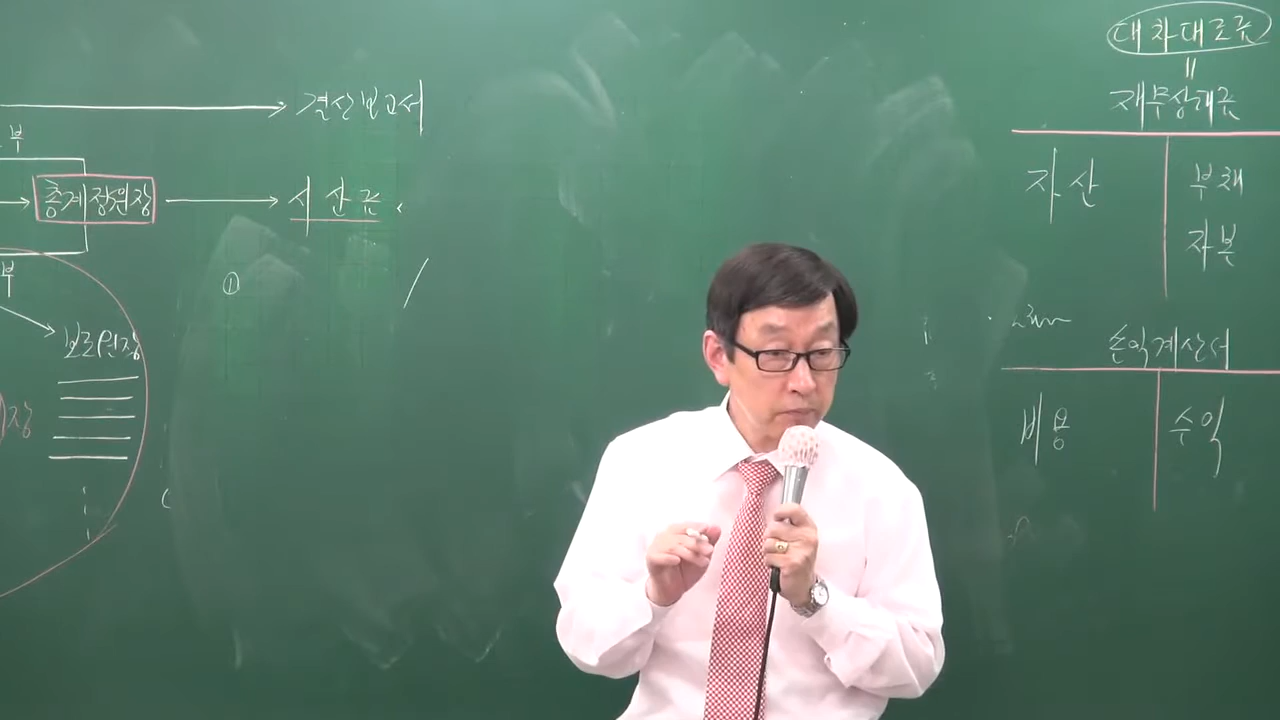 결산보고서
부
총계정원장
시산표
①
부
보조원장
장
대차대조표
=
재무상태표
자산
부채
자본
손익계산서
비용
수익